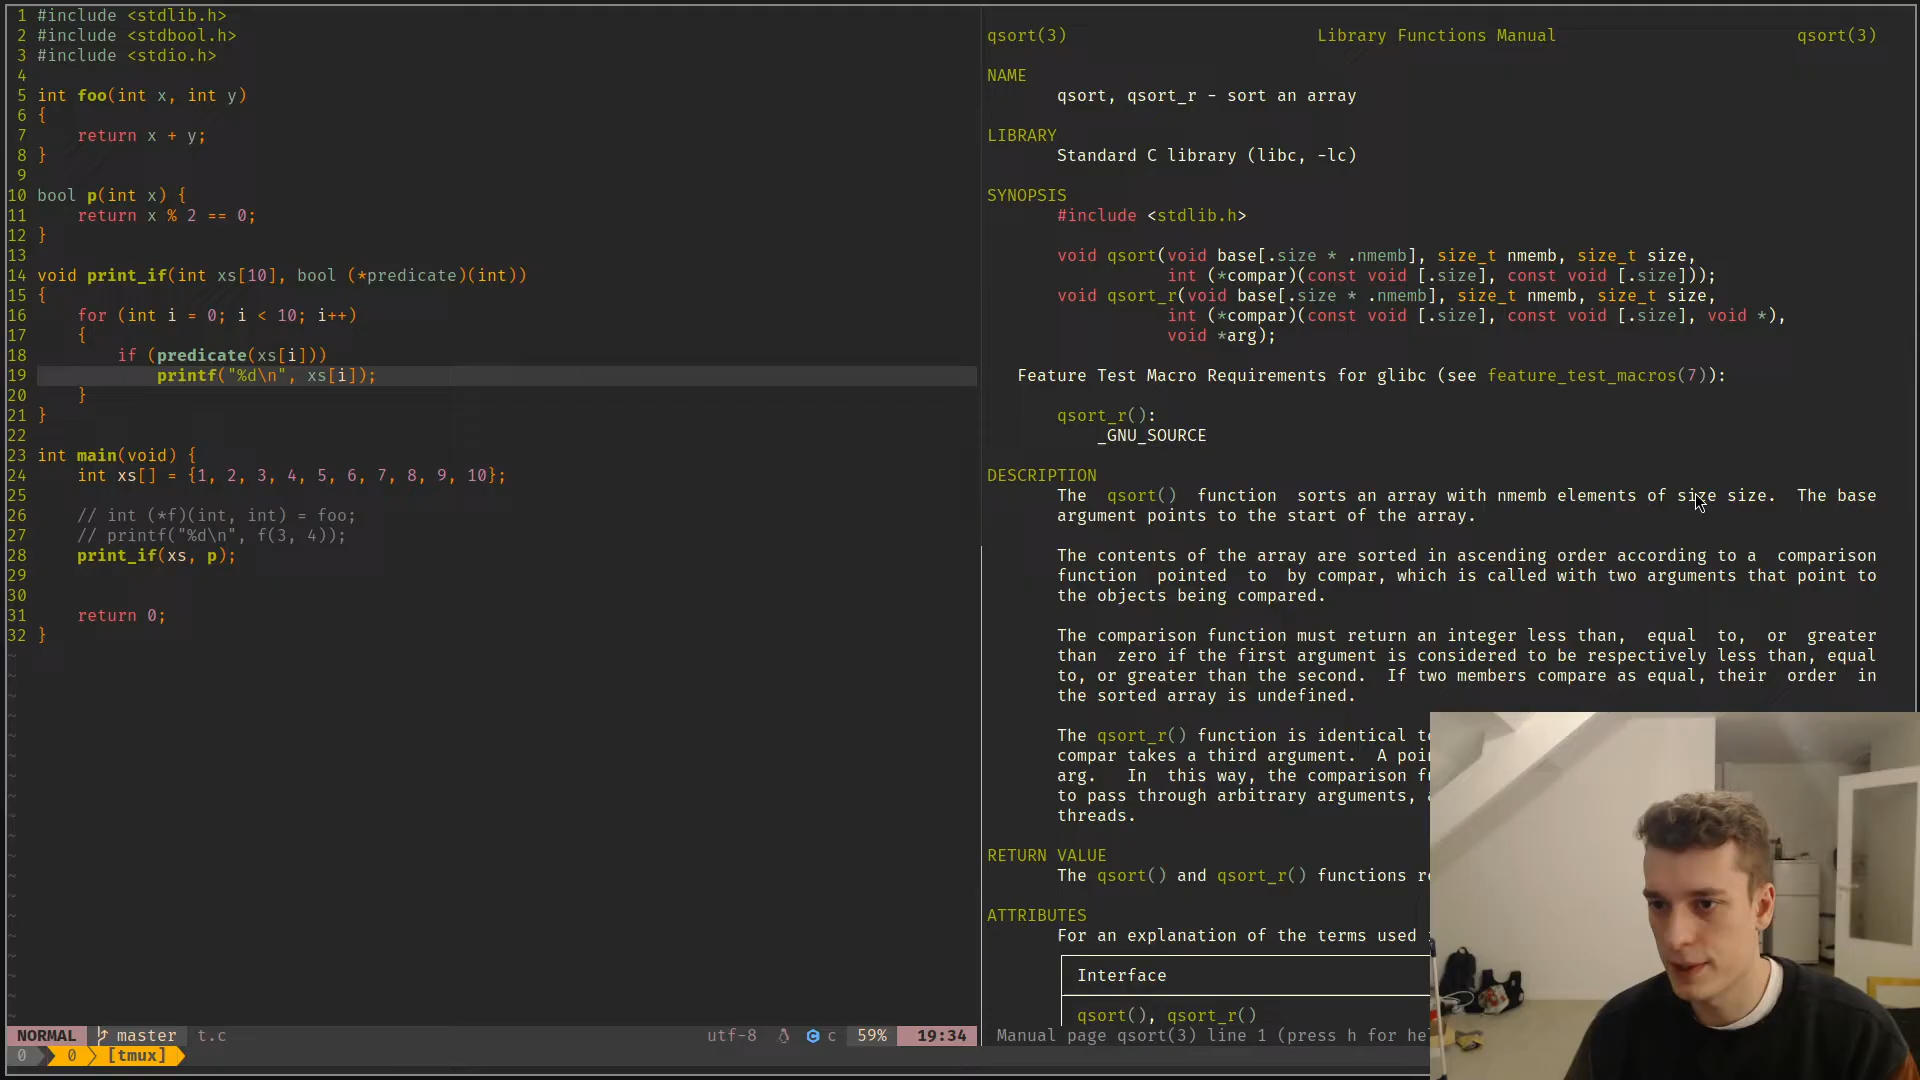 1 #include <stdlib.h>
2 #include <stdbool.h>
3 #include <stdio.h>
4
5 int foo(int x, int y)
6 {
7     return x + y;
8 }
9
10 bool p(int x) {
11     return x % 2 == 0;
12 }
13
14 void print_if(int xs[10], bool (*predicate)(int))
15 {
16     for (int i = 0; i < 10; i++)
17     {
18         if (predicate(xs[i]))
19             printf("%d\n", xs[i]);
20     }
21 }
22
23 int main(void) {
24     int xs[] = {1, 2, 3, 4, 5, 6, 7, 8, 9, 10};
25
26     // int (*f)(int, int) = foo;
27     // printf("%d\n", f(3, 4));
28     print_if(xs, p);
29
30
31     return 0;
32 }
NORMAL master t.c utf-8 c 59% 19:34
0 0 [tmux]
qsort(3) Library Functions Manual qsort(3)
NAME
qsort, qsort_r - sort an array
LIBRARY
Standard C library (libc, -lc)
SYNOPSIS
#include <stdlib.h>
void qsort(void base[.size * .nmemb], size_t nmemb, size_t size,
int (*compar)(const void [.size], const void [.size]));
void qsort_r(void base[.size * .nmemb], size_t nmemb, size_t size,
int (*compar)(const void [.size], const void [.size], void *),
void *arg);
Feature Test Macro Requirements for glibc (see feature_test_macros(7)):
qsort_r():
_GNU_SOURCE
DESCRIPTION
The qsort() function sorts an array with nmemb elements of size size. The base
argument points to the start of the array.
The contents of the array are sorted in ascending order according to a comparison
function pointed to by compar, which is called with two arguments that point to
the objects being compared.
The comparison function must return an integer less than, equal to, or greater
than zero if the first argument is considered to be respectively less than, equal
to, or greater than the second. If two members compare as equal, their order in
the sorted array is undefined.
The qsort_r() function is identical
compar takes a third argument. A
arg. In this way, the comparison
to pass through arbitrary arguments,
threads.
RETURN VALUE
The qsort() and qsort_r() functions
ATTRIBUTES
For an explanation of the terms used
Interface
qsort(), qsort_r()
Manual page qsort(3) line 1 (press h for